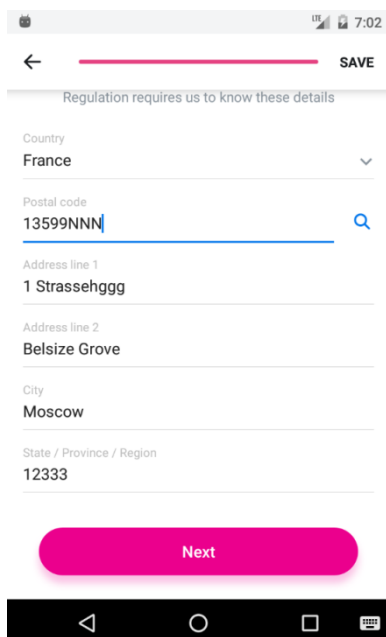 LTE 7:02
SAVE
Regulation requires us to know these details
Country
France
Postal code
13599NNN
Address line 1
1 Strassehggg
Address line 2
Belsize Grove
City
Moscow
State / Province / Region
12333
Next